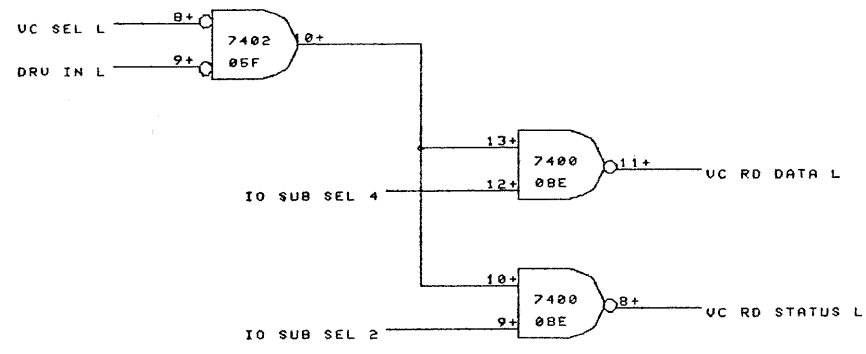 VC SEL L 8+
7402 10+
DRV IN L 9+
05F
13+
7400 11+
VC RD DATA L
IO SUB SEL 4 12+
08E
10+
7400 8+
VC RD STATUS L
IO SUB SEL 2 9+
08E